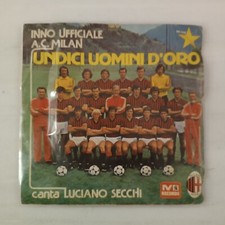 INNO UFFICIALE
A.C. MILAN
UNDICI UOMINI D'ORO
canta LUCIANO SECCHI